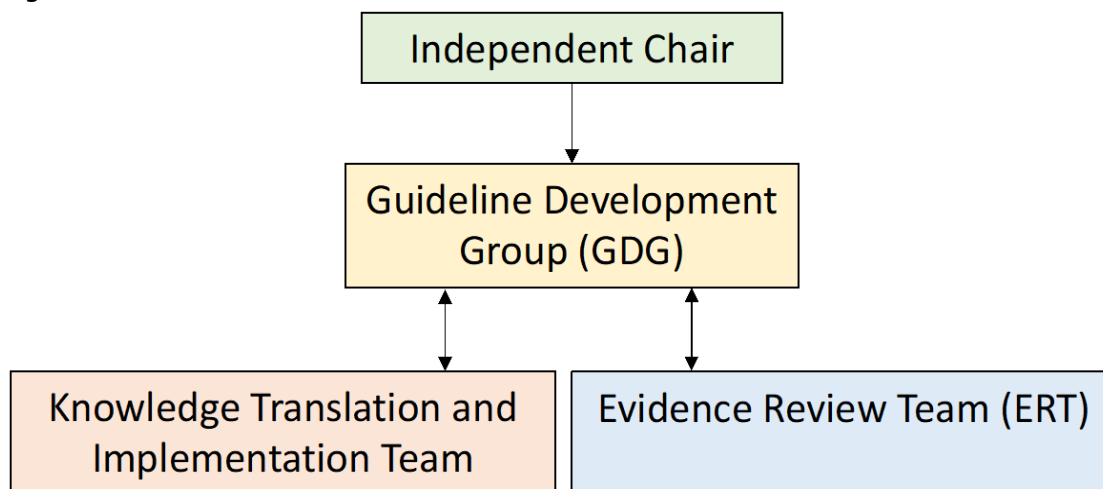 Independent Chair
Guideline Development
Group (GDG)
Knowledge Translation and
Implementation Team
Evidence Review Team (ERT)